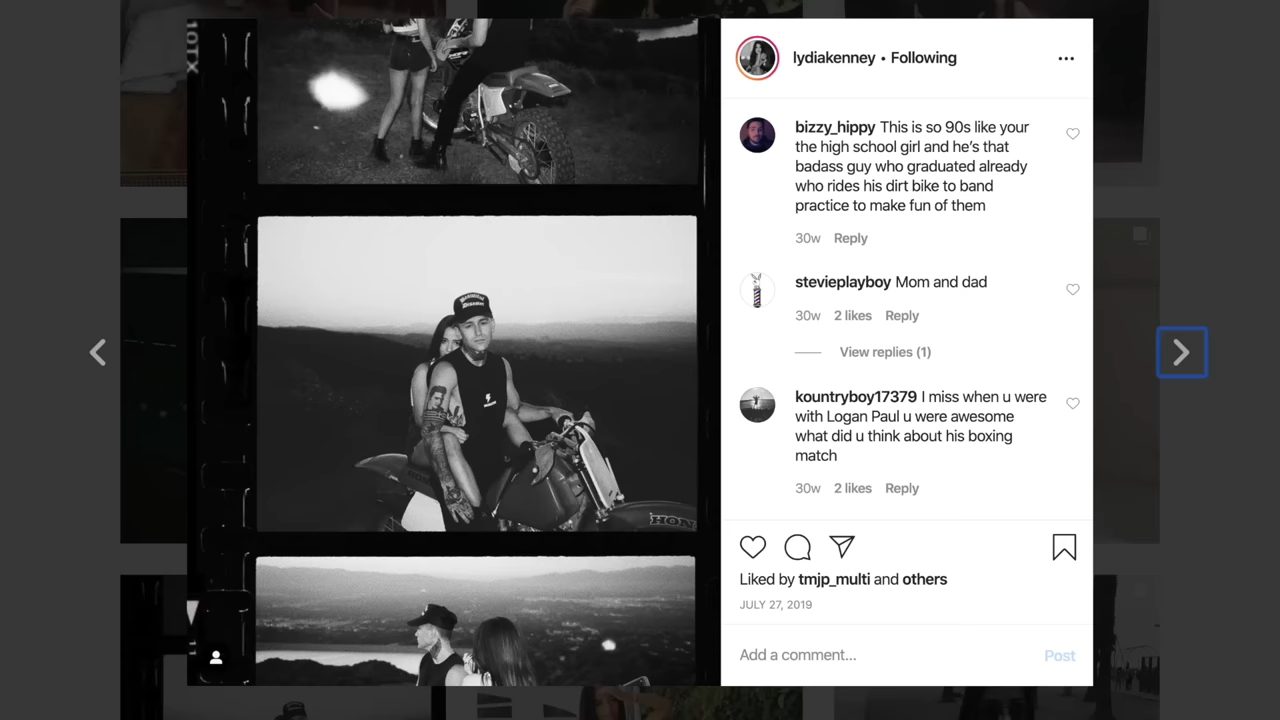 10TX
lydiakenney • Following
bizzy_hippy This is so 90s like your
the high school girl and he's that
badass guy who graduated already
who rides his dirt bike to band
practice to make fun of them
30w Reply
stevieplayboy Mom and dad
30w 2 likes Reply
View replies (1)
kountryboy17379 I miss when u were
with Logan Paul u were awesome
what did u think about his boxing
match
30w 2 likes Reply
Liked by tmjp_multi and others
JULY 27, 2019
Add a comment... Post
HON